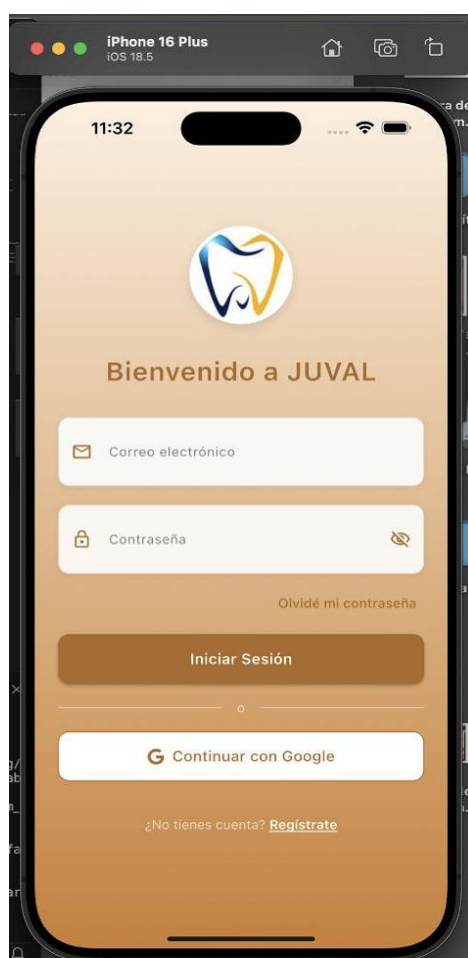 iPhone 16 Plus
iOS 18.5
11:32
Bienvenido a JUVAL
Correo electrónico
Contraseña
Olvidé mi contraseña
Iniciar Sesión
o
G Continuar con Google
¿No tienes cuenta? Regístrate